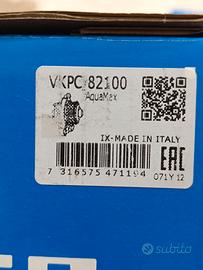 VKPC 82100
AquaMax
IX-MADE IN ITALY
7 316575 471194
EAC
071Y 12
subito